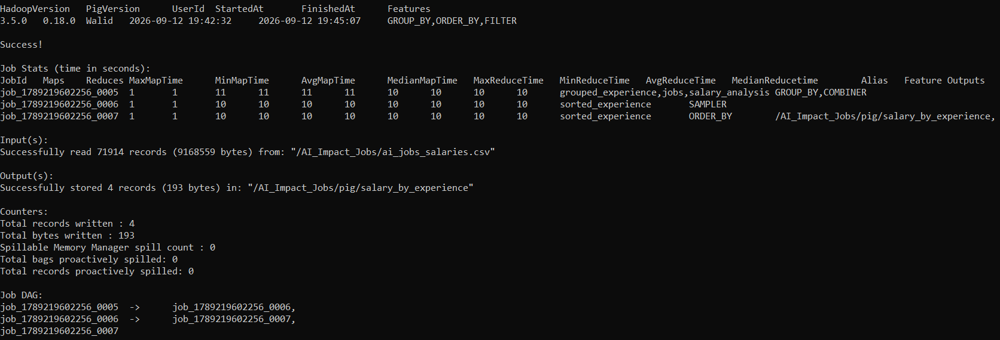 HadoopVersion PigVersion UserId StartedAt FinishedAt Features
3.5.0 0.18.0 Walid 2026-09-12 19:42:32 2026-09-12 19:45:07 GROUP_BY,ORDER_BY,FILTER
Success!
Job Stats (time in seconds):
JobId Maps Reduces MaxMapTime MinMapTime AvgMapTime MedianMapTime MaxReduceTime MinReduceTime AvgReduceTime MedianReducetime Alias Feature Outputs
job_1789219602256_0005 1 1 11 11 11 11 10 10 10 10 grouped_experience,jobs,salary_analysis GROUP_BY,COMBINER
job_1789219602256_0006 1 1 10 10 10 10 10 10 10 10 sorted_experience SAMPLER
job_1789219602256_0007 1 1 10 10 10 10 10 10 10 10 sorted_experience ORDER_BY /AI_Impact_Jobs/pig/salary_by_experience,
Input(s):
Successfully read 71914 records (9168559 bytes) from: "/AI_Impact_Jobs/ai_jobs_salaries.csv"
Output(s):
Successfully stored 4 records (193 bytes) in: "/AI_Impact_Jobs/pig/salary_by_experience"
Counters:
Total records written : 4
Total bytes written : 193
Spillable Memory Manager spill count : 0
Total bags proactively spilled: 0
Total records proactively spilled: 0
Job DAG:
job_1789219602256_0005 -> job_1789219602256_0006,
job_1789219602256_0006 -> job_1789219602256_0007,
job_1789219602256_0007